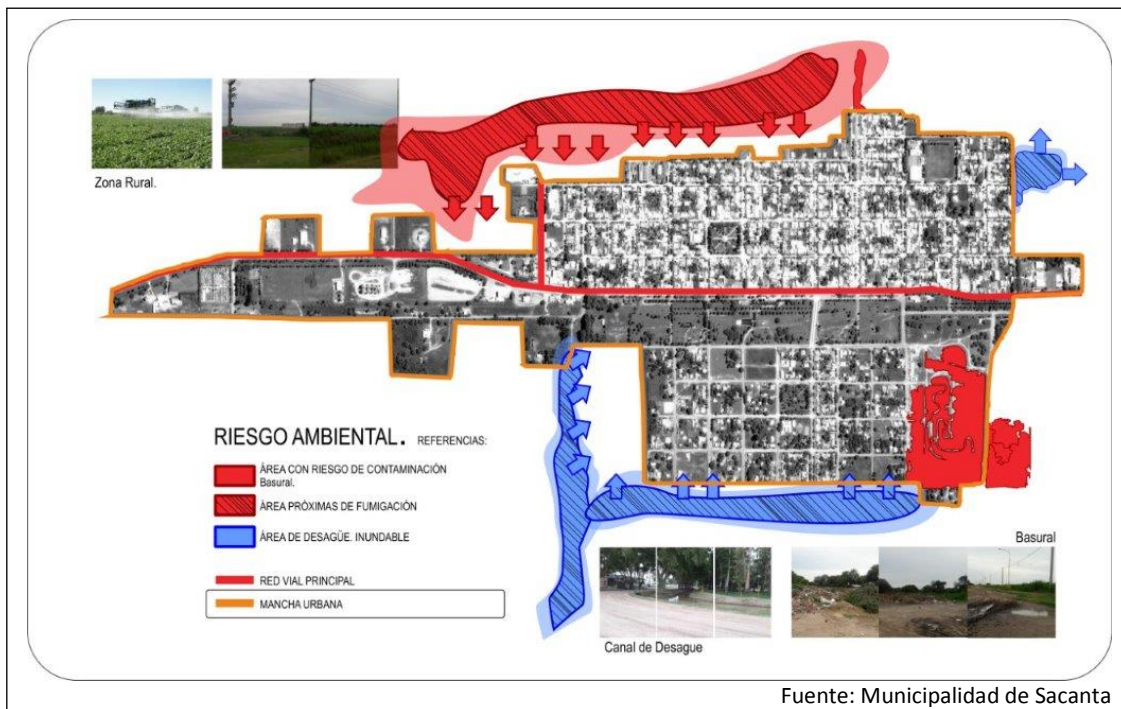 Zona Rural.
RIESGO AMBIENTAL. REFERENCIAS:
ÁREA CON RIESGO DE CONTAMINACIÓN
Basural.
ÁREA PRÓXIMAS DE FUMIGACIÓN
ÁREA DE DESAGÜE. INUNDABLE
RED VIAL PRINCIPAL
MANCHA URBANA
Basural
Canal de Desague
Fuente: Municipalidad de Sacanta